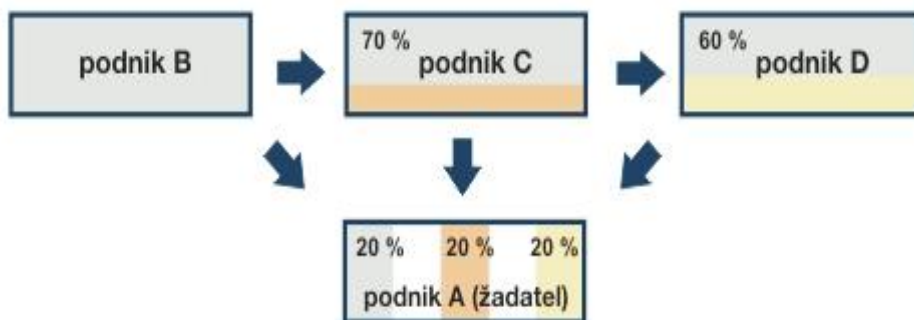 podnik B
70 %
podnik C
60 %
podnik D
20 % 20 % 20 %
podnik A (žadatel)